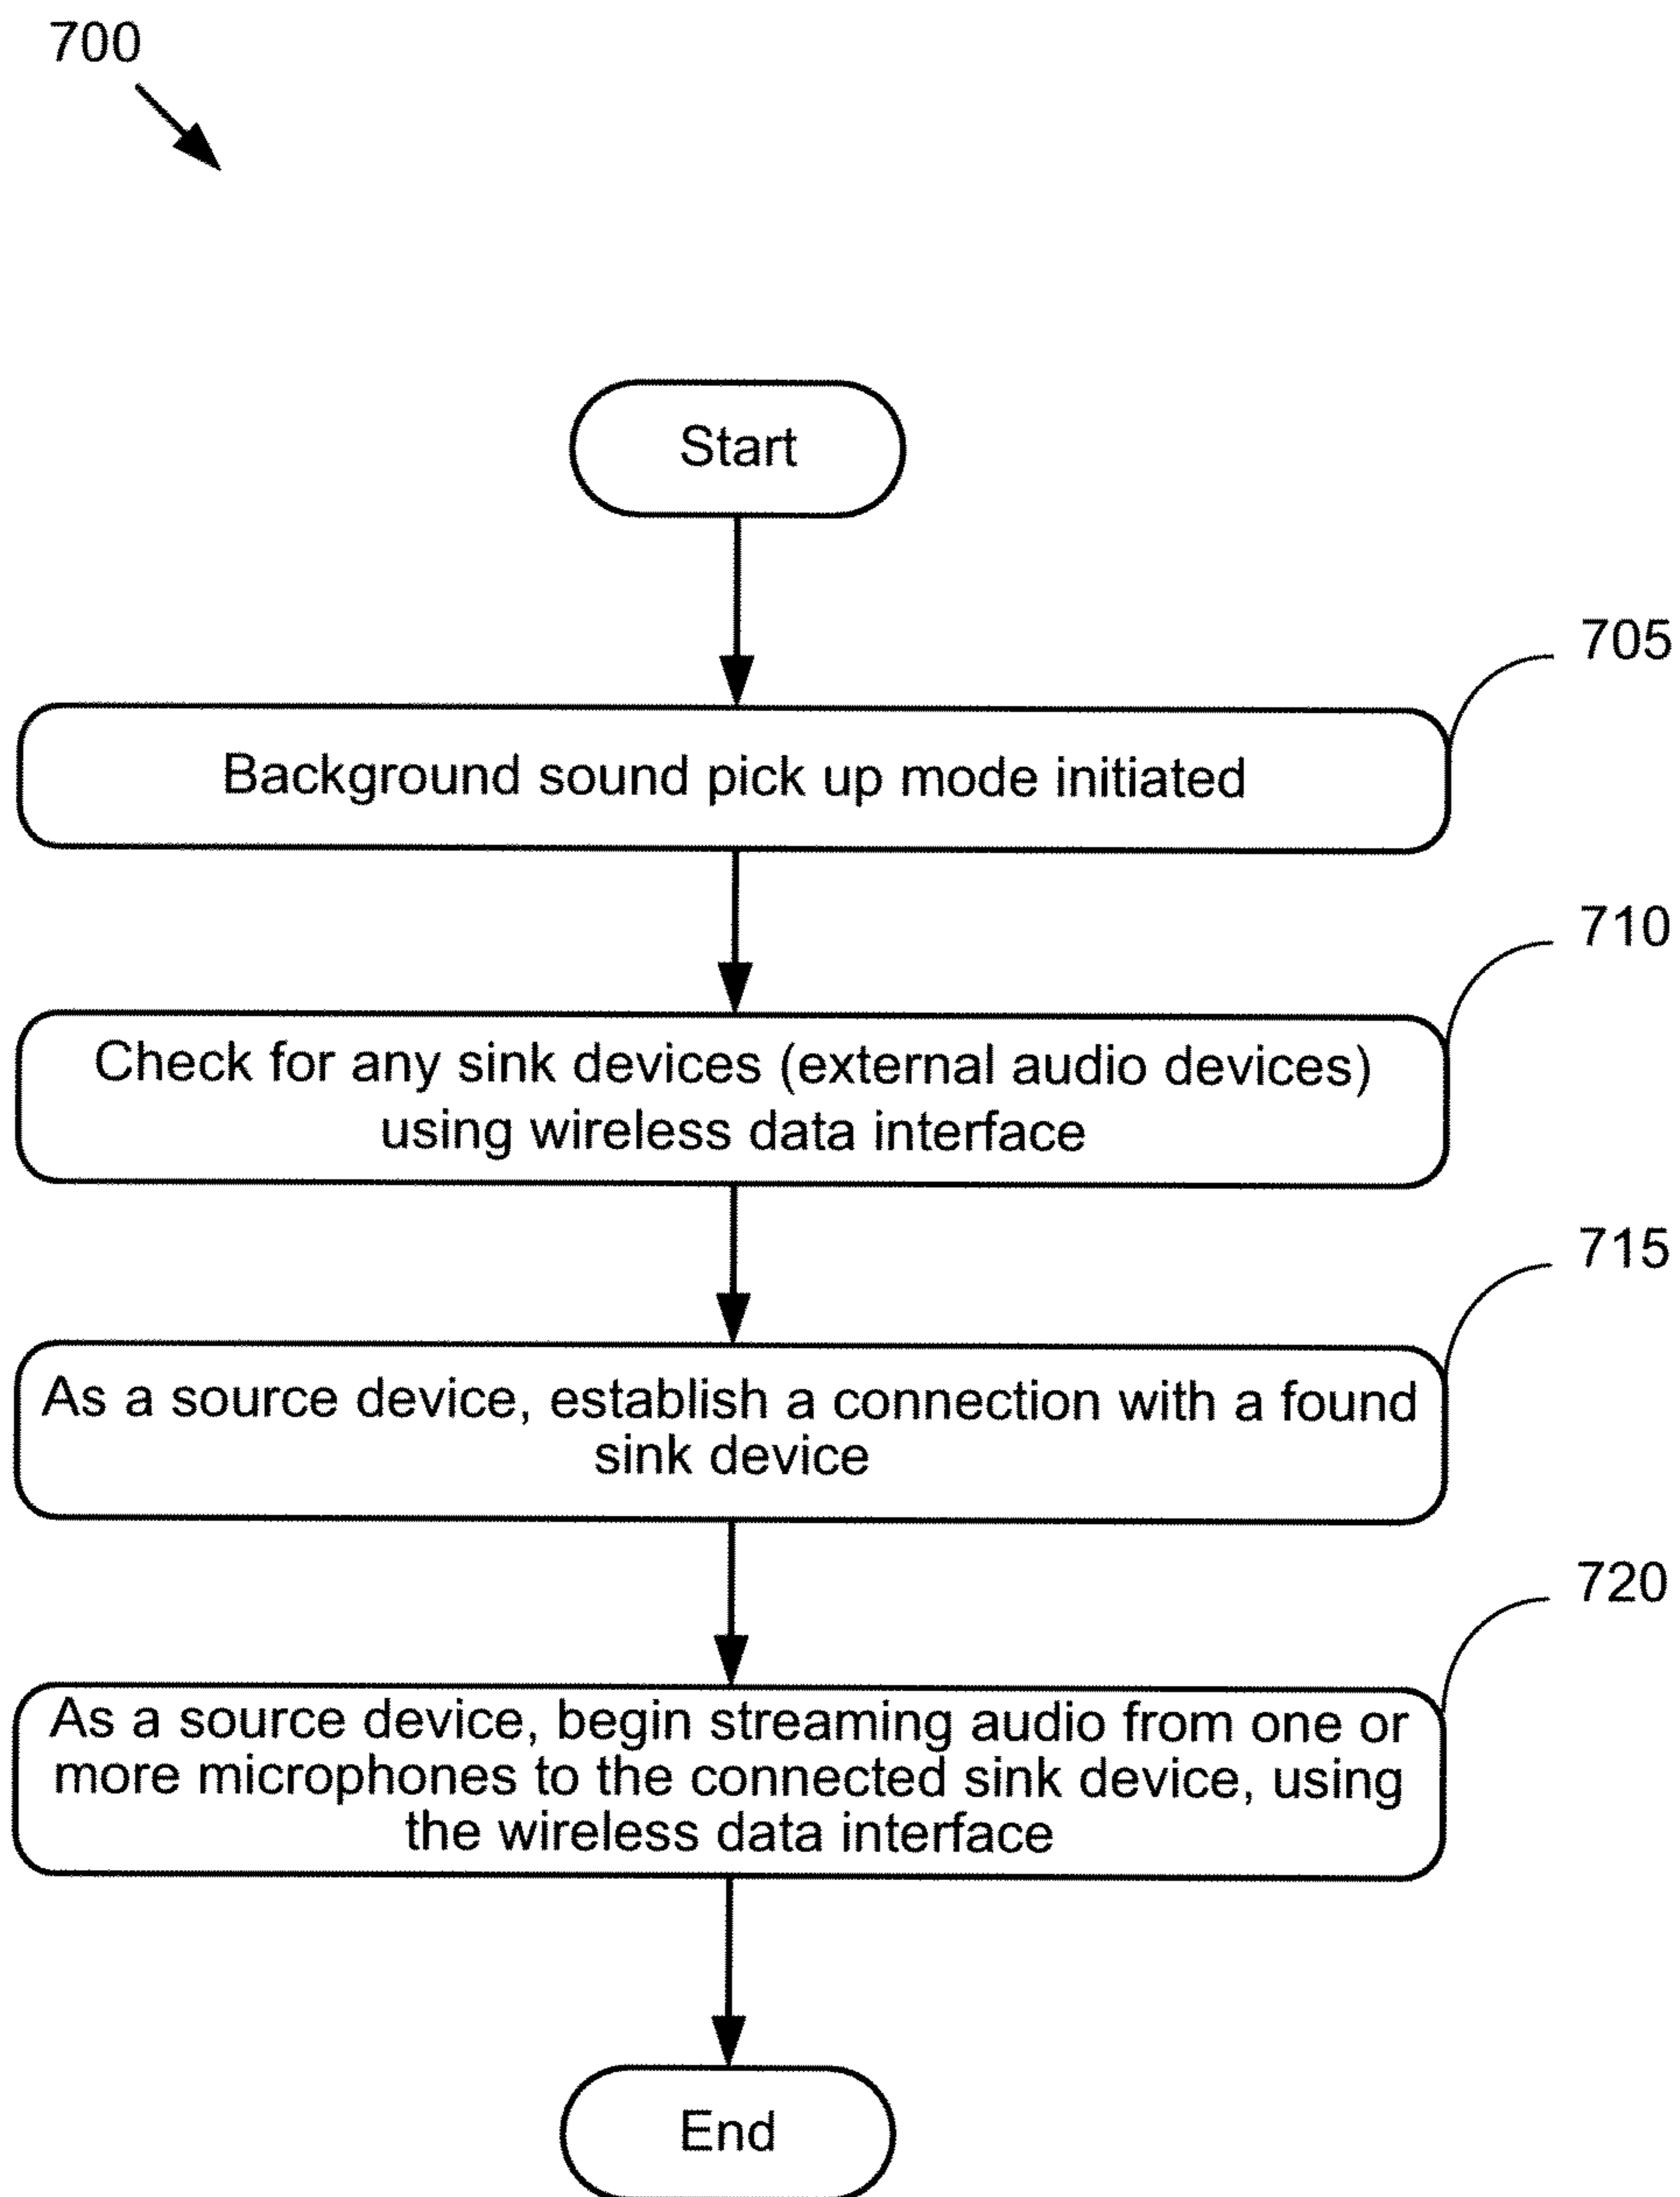 700
Start
705
Background sound pick up mode initiated
710
Check for any sink devices (external audio devices)
using wireless data interface
715
As a source device, establish a connection with a found
sink device
720
As a source device, begin streaming audio from one or
more microphones to the connected sink device, using
the wireless data interface
End